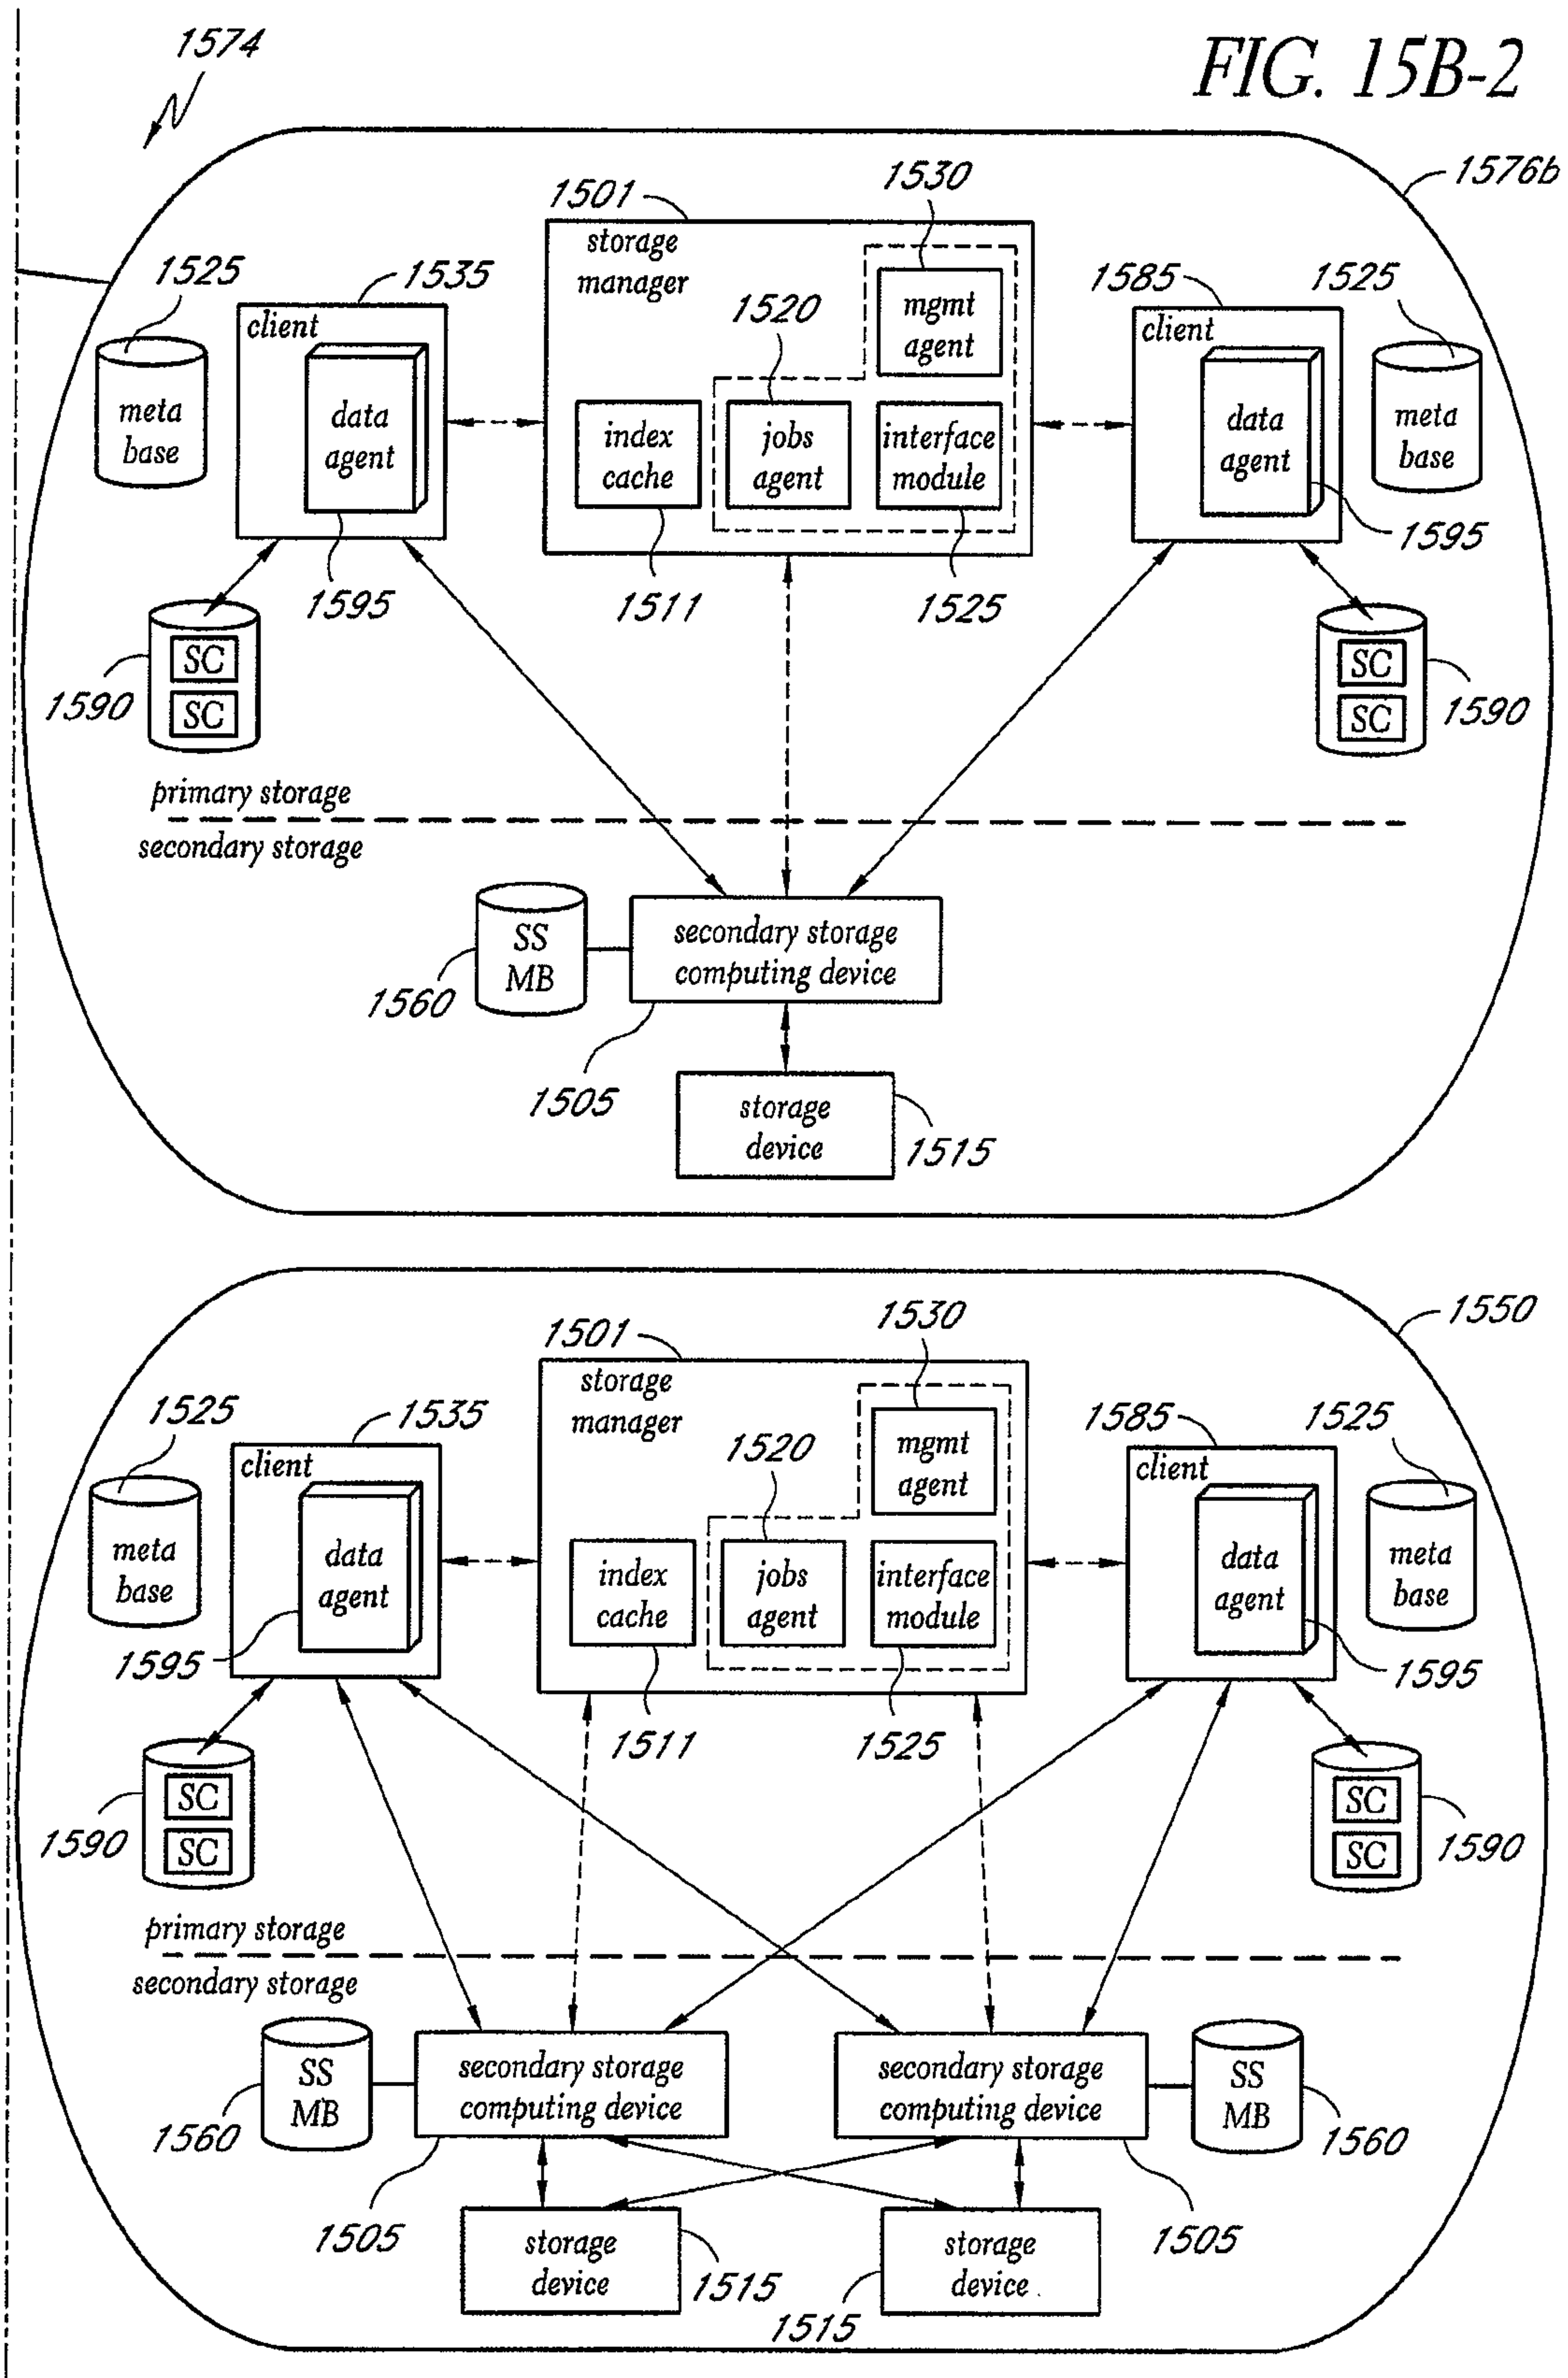 1574
FIG. 15B-2
1576b
1501
1530
storage
manager
1525
1535
1585
1525
client
1520
mgmt
agent
client
meta
base
data
agent
index
cache
jobs
agent
interface
module
data
agent
meta
base
1595
1595
1511
1525
SC
SC
1590
SC
SC
1590
primary storage
secondary storage
SS
MB
secondary storage
computing device
1560
1505
storage
device
1515
1550
1501
1530
storage
manager
1525
1535
1585
1525
client
1520
mgmt
agent
client
meta
base
data
agent
index
cache
jobs
agent
interface
module
data
agent
meta
base
1595
1595
1511
1525
SC
SC
1590
SC
SC
1590
primary storage
secondary storage
SS
MB
secondary storage
computing device
secondary storage
computing device
SS
MB
1560
1560
1505
1505
storage
device
1515
storage
device
1515